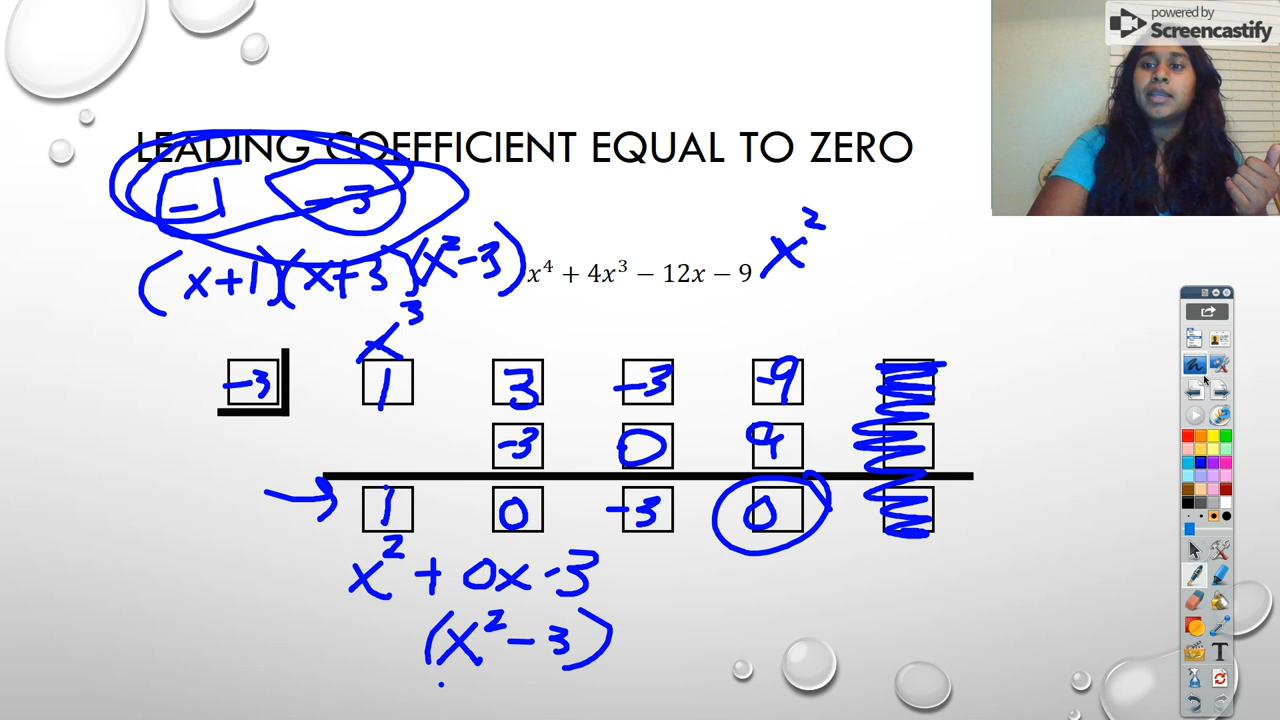 powered by
Screencastify
LEADING COEFFICIENT EQUAL TO ZERO
-1 -3
(x+1)(x+3)(x²-3)
x⁴ + 4x³ − 12x − 9
x²
x³
-3 1 3 -3 -9
-3 0 9
1 0 -3 0
x² + 0x - 3
(x² - 3)